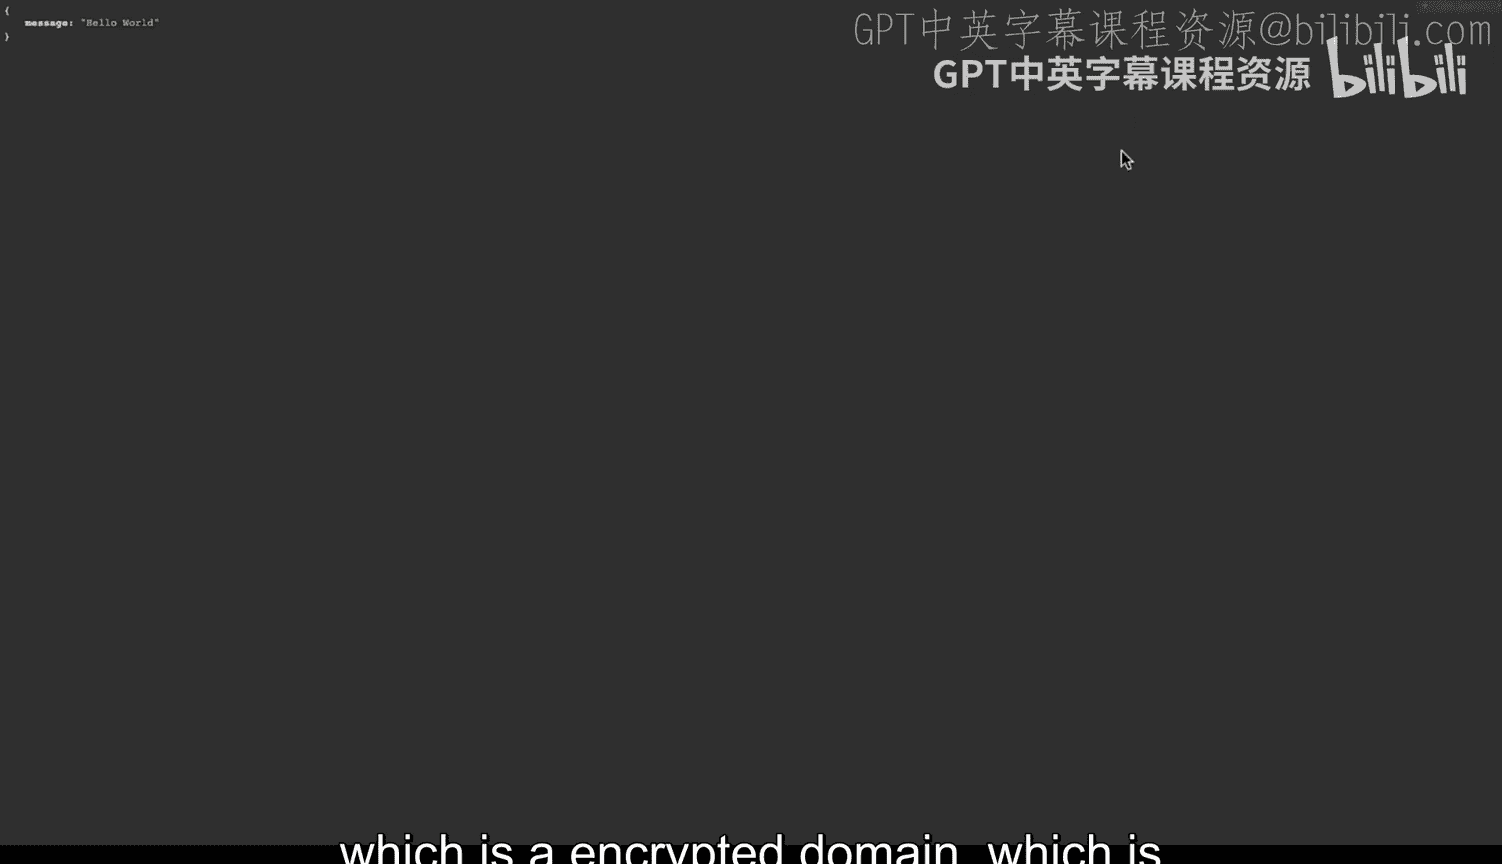 {
message: "Hello World"
}
GPT中英字幕课程资源@bilibili.com
GPT中英字幕课程资源 bilibili
which is a encrypted domain, which is